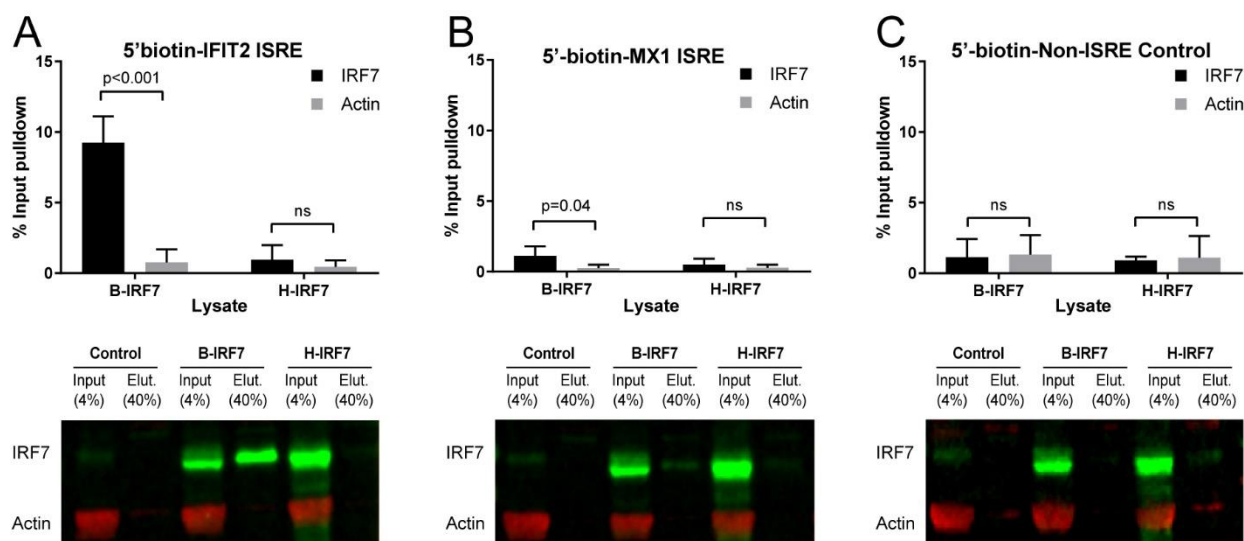 A
5'biotin-IFIT2 ISRE
15
10
5
0
% Input pulldown
p<0.001
ns
IRF7
Actin
B-IRF7 H-IRF7
Lysate
Control B-IRF7 H-IRF7
Input Elut. Input Elut. Input Elut.
(4%) (40%) (4%) (40%) (4%) (40%)
IRF7
Actin
B
5'-biotin-MX1 ISRE
15
10
5
0
% Input pulldown
p=0.04
ns
IRF7
Actin
B-IRF7 H-IRF7
Lysate
Control B-IRF7 H-IRF7
Input Elut. Input Elut. Input Elut.
(4%) (40%) (4%) (40%) (4%) (40%)
IRF7
Actin
C
5'-biotin-Non-ISRE Control
15
10
5
0
% Input pulldown
ns
ns
IRF7
Actin
B-IRF7 H-IRF7
Lysate
Control B-IRF7 H-IRF7
Input Elut. Input Elut. Input Elut.
(4%) (40%) (4%) (40%) (4%) (40%)
IRF7
Actin